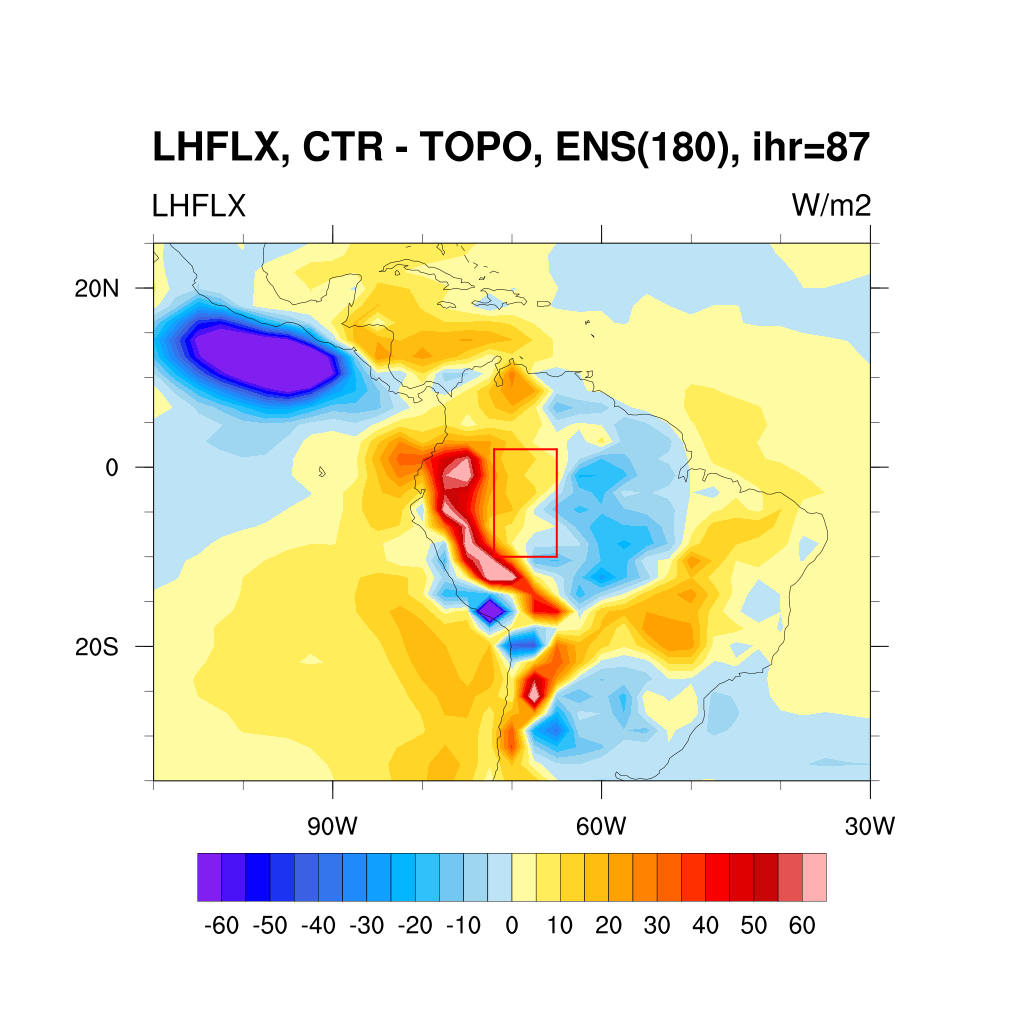 LHFLX, CTR - TOPO, ENS(180), ihr=87
LHFLX W/m2
20N
0
20S
90W 60W 30W
-60 -50 -40 -30 -20 -10 0 10 20 30 40 50 60